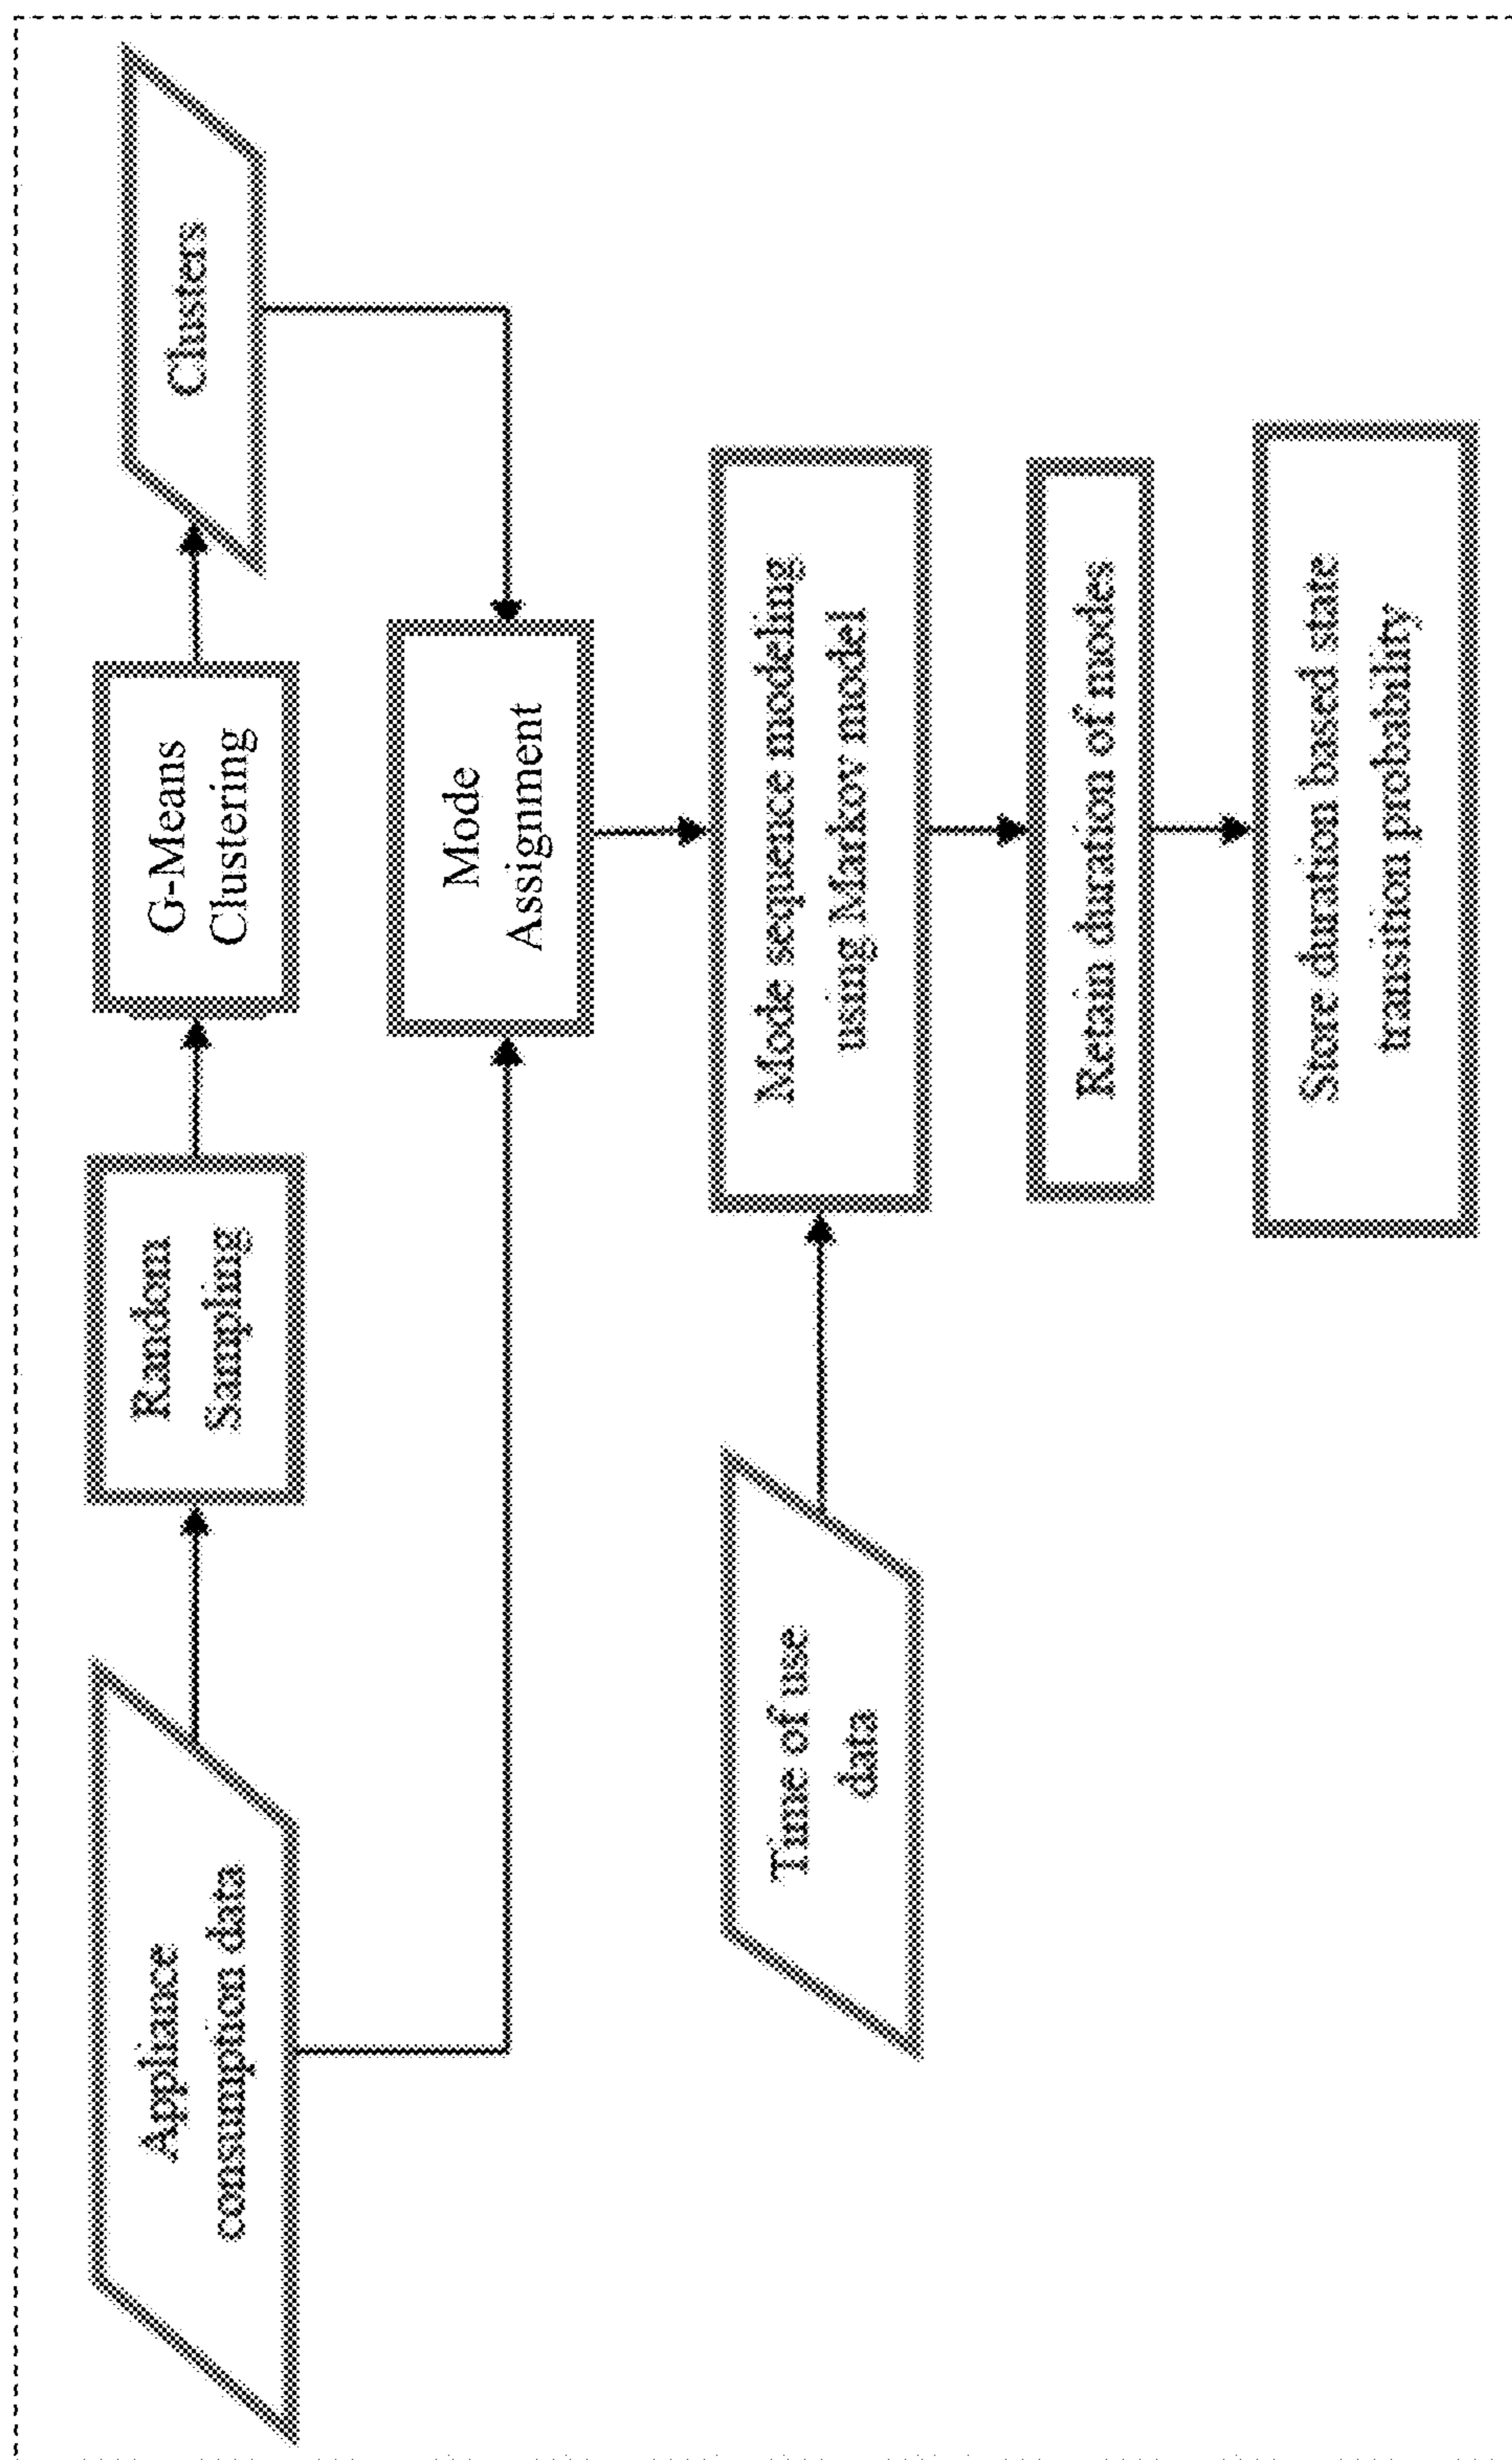 Appliance
consumption data
Random
Sampling
G-Means
Clustering
Clusters
Mode
Assignment
Time of use
data
Mode sequence modeling
using Markov model
Retain duration of modes
Store duration based state
transition probability